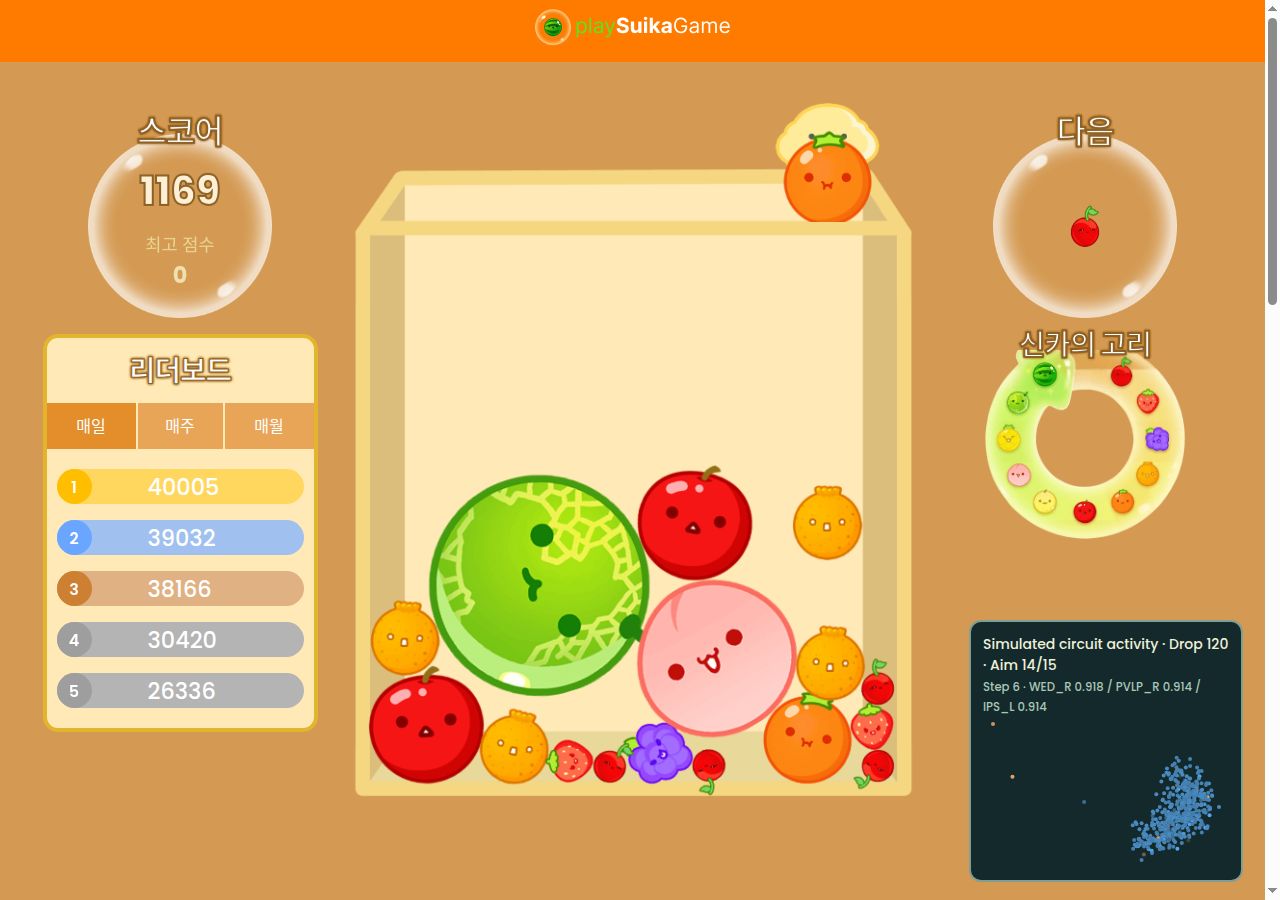 playSuikaGame
스코어
1169
최고 점수
0
리더보드
매일 매주 매월
1 40005
2 39032
3 38166
4 30420
5 26336
다음
신카의 고리
Simulated circuit activity · Drop 120
· Aim 14/15
Step 6 · WED_R 0.918 / PVLP_R 0.914 /
IPS_L 0.914